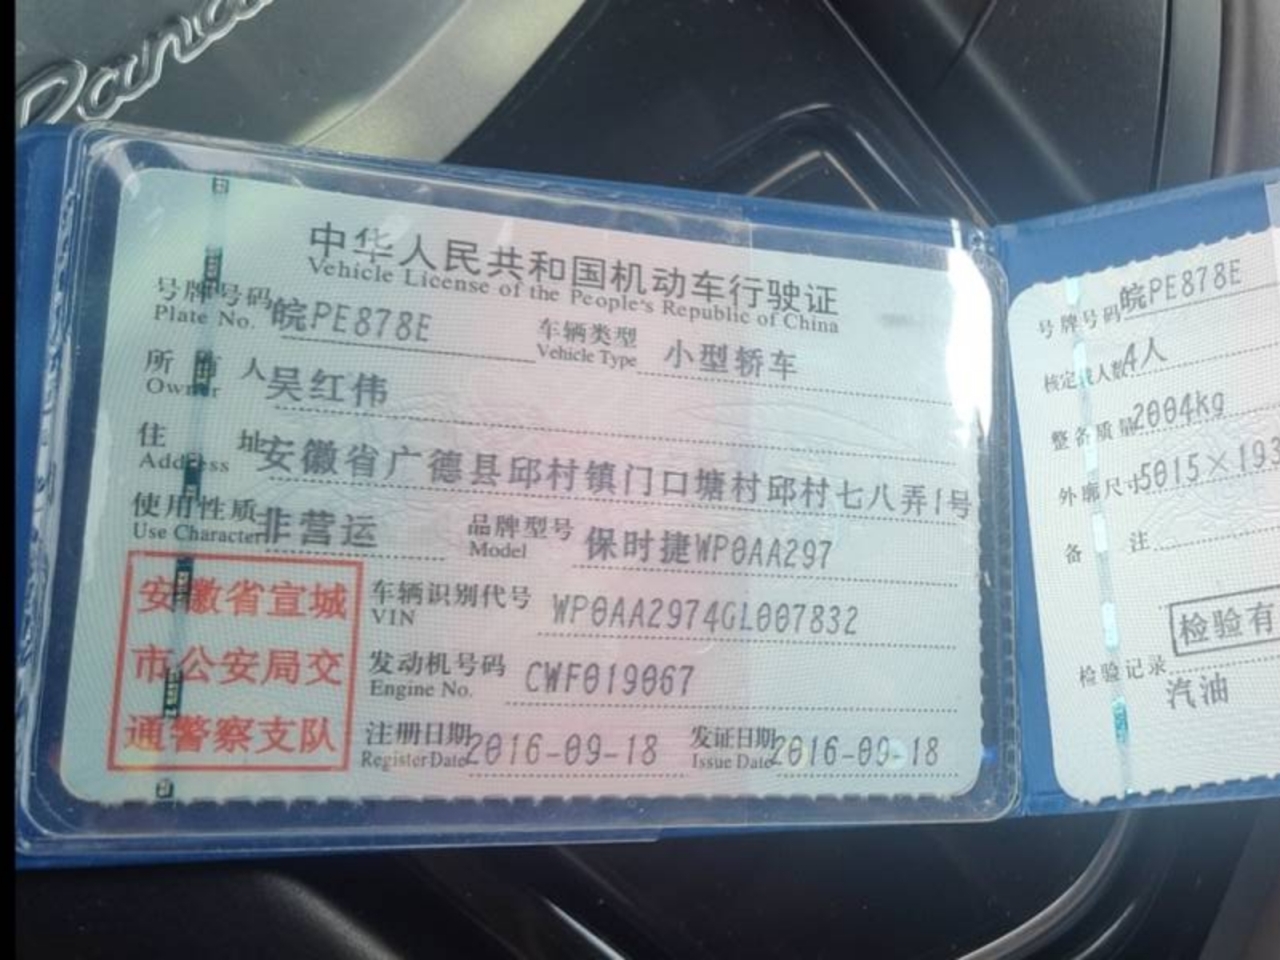 中华人民共和国机动车行驶证
Vehicle License of the People's Republic of China
号牌号码 皖PE878E 车辆类型 小型轿车
Plate No. Vehicle Type
所有人 吴红伟
Owner
住址 安徽省广德县邱村镇门口塘村邱村七八弄1号
Address
使用性质 非营运 品牌型号 保时捷WP0AA297
Use Character Model
安徽省宣城
市公安局交
通警察支队
车辆识别代号 WP0AA2974GL007832
VIN
发动机号码 CWF019067
Engine No.
注册日期 2016-09-18 发证日期 2016-09-18
Register Date Issue Date
号牌号码 皖PE878E
核定载人数 4人
整备质量 2004kg
外廓尺寸 5015×193
备注
检验有
检验记录
汽油